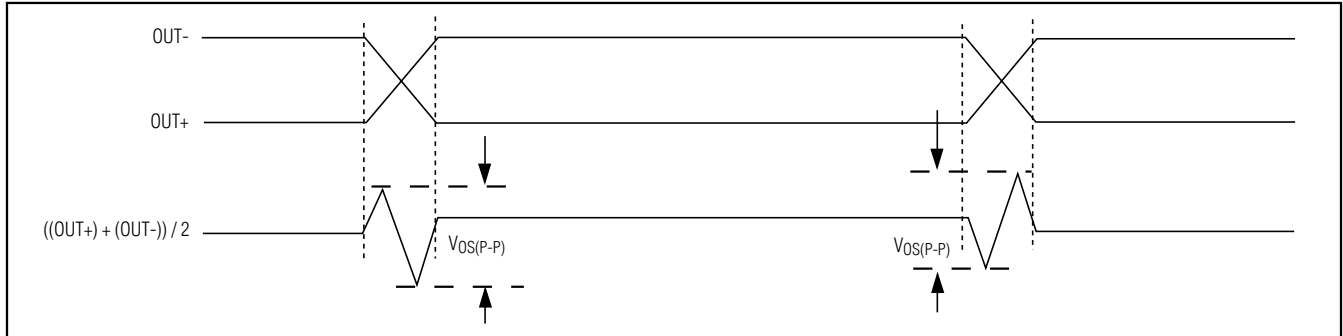 OUT-
OUT+
((OUT+) + (OUT-)) / 2
VOS(P-P)
VOS(P-P)